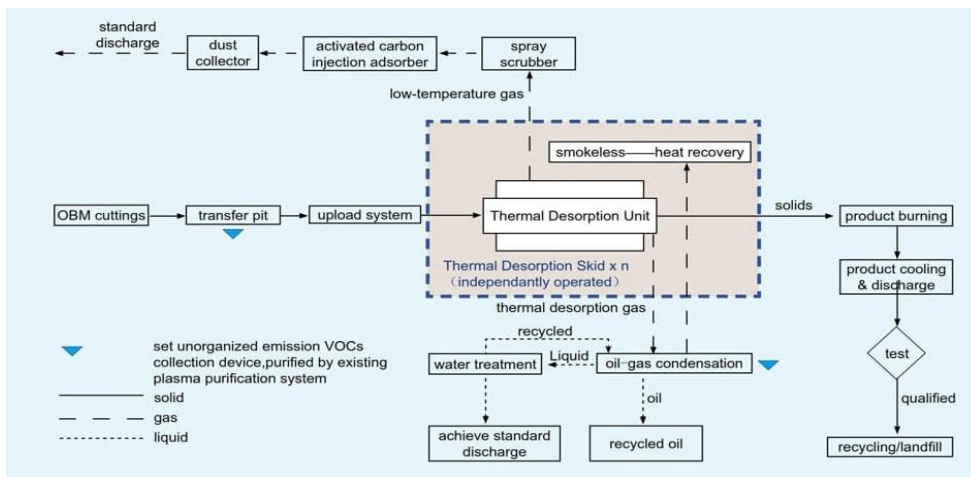 standard
discharge
dust
collector
activated carbon
injection adsorber
spray
scrubber
low-temperature gas
smokeless——heat recovery
OBM cuttings
transfer pit
upload system
Thermal Desorption Unit
solids
product burning
Thermal Desorption Skid x n
（independantly operated）
product cooling
& discharge
thermal desorption gas
recycled
set unorganized emission VOCs
collection device,purified by existing
plasma purification system
water treatment
Liquid
oil-gas condensation
test
solid
gas
liquid
oil
qualified
achieve standard
discharge
recycled oil
recycling/landfill